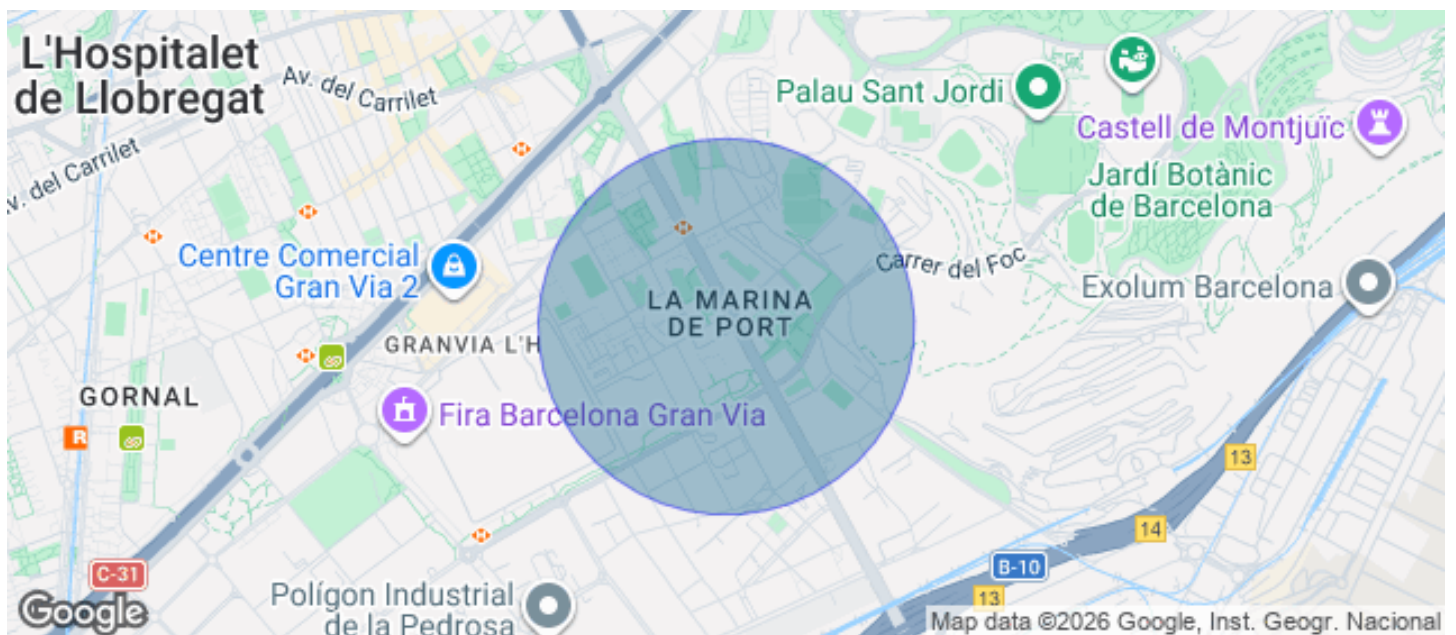 L'Hospitalet
de Llobregat
Av. del Carrilet
Av. del Carrilet
Palau Sant Jordi
Castell de Montjuïc
Jardí Botànic
de Barcelona
Centre Comercial
Gran Via 2
Carrer del Foc
Exolum Barcelona
LA MARINA
DE PORT
GRANVIA L'H
GORNAL
Fira Barcelona Gran Via
R
13
14
C-31
B-10
13
Polígon Industrial
de la Pedrosa
Google
Map data ©2026 Google, Inst. Geogr. Nacional